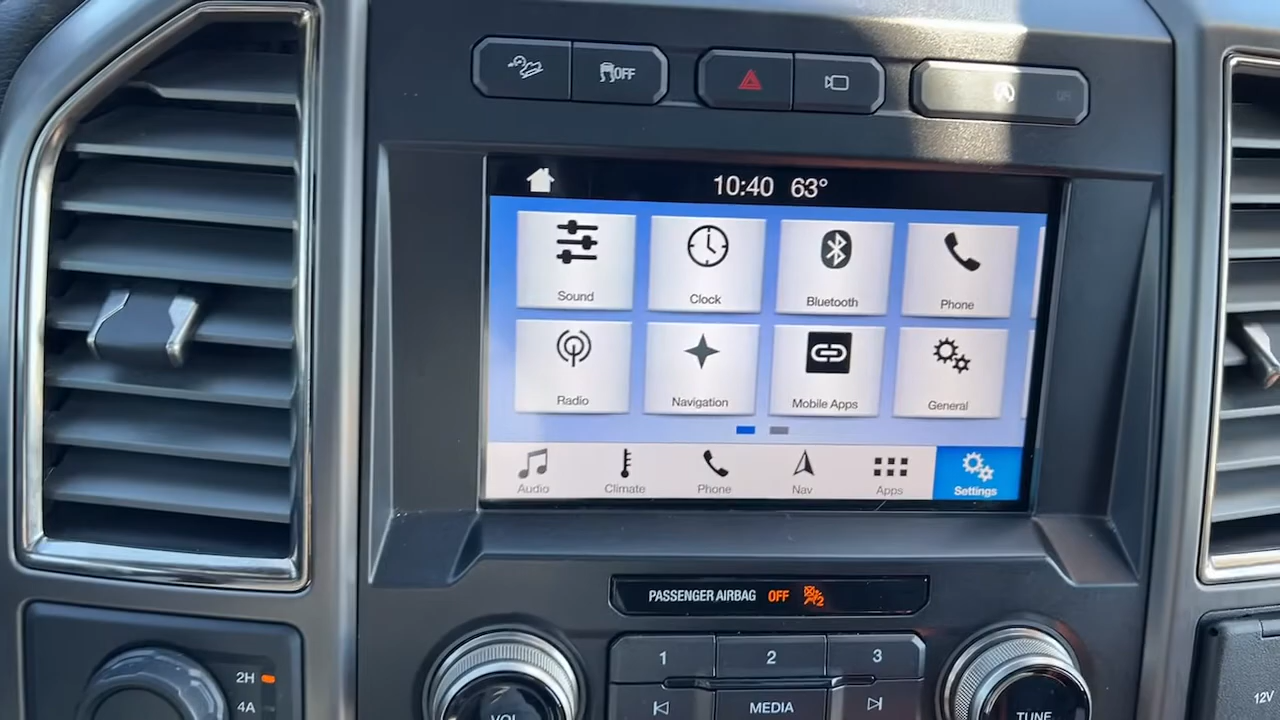 OFF
10:40 63°
Sound Clock Bluetooth Phone
Radio Navigation Mobile Apps General
Audio Climate Phone Nav Apps Settings
PASSENGER AIRBAG OFF 2
1 2 3
2H
4A
MEDIA
VOL
TUNE
12V